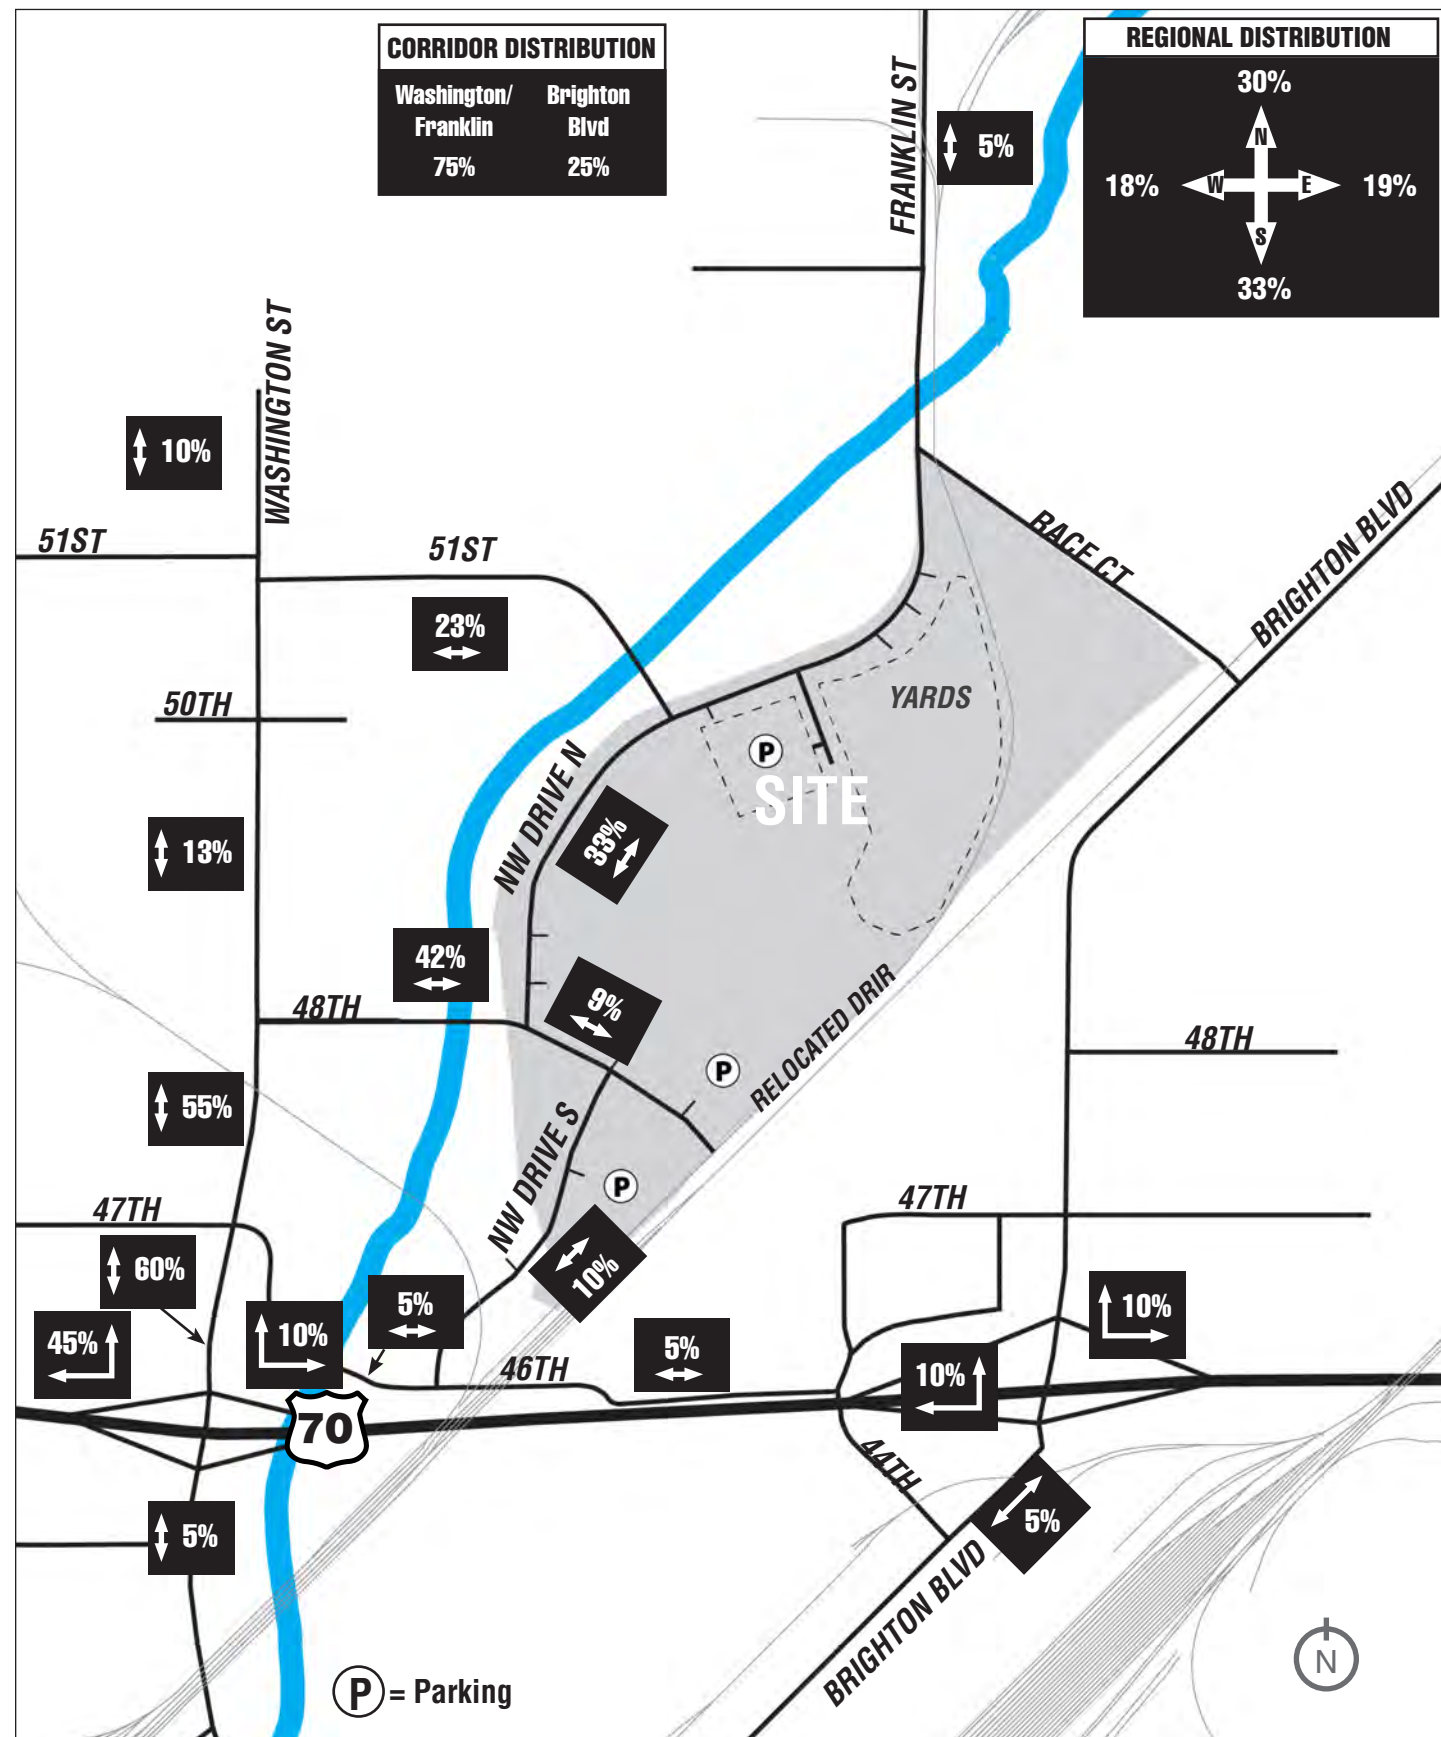 CORRIDOR DISTRIBUTION
Washington/
Franklin
75%
Brighton
Blvd
25%
REGIONAL DISTRIBUTION
30%
N
18%
W
E
19%
S
33%
FRANKLIN ST
5%
WASHINGTON ST
10%
51ST
51ST
23%
RACE CT
BRIGHTON BLVD
50TH
YARDS
P
SITE
NW DRIVE N
33%
13%
42%
9%
48TH
RELOCATED DRIR
48TH
P
55%
NW DRIVE S
P
47TH
47TH
60%
10%
5%
10%
45%
10%
5%
10%
46TH
70
44TH
5%
5%
BRIGHTON BLVD
P = Parking
N